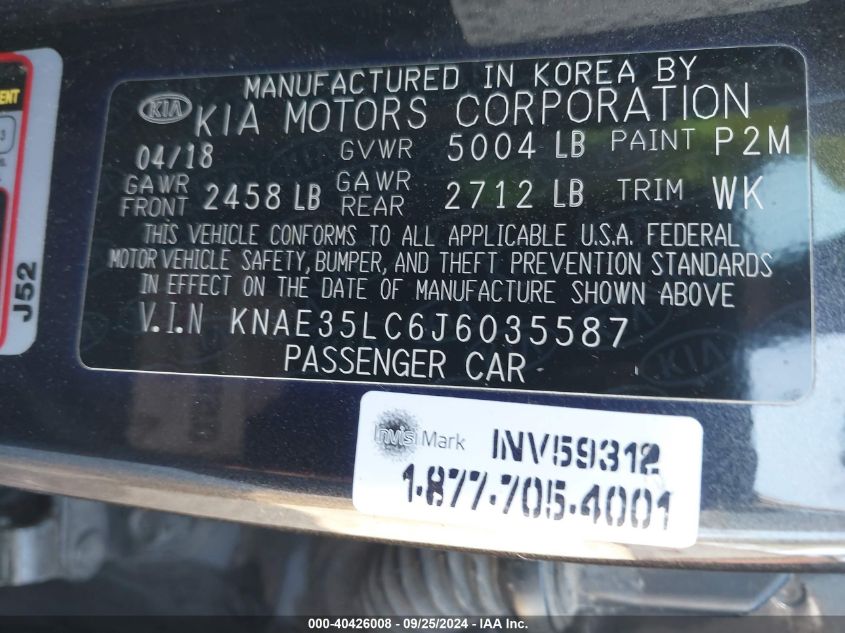 MANUFACTURED IN KOREA BY
KIA KIA MOTORS CORPORATION
04/18 GVWR 5004 LB PAINT P2M
GAWR FRONT 2458 LB GAWR REAR 2712 LB TRIM WK
THIS VEHICLE CONFORMS TO ALL APPLICABLE U.S.A. FEDERAL
MOTOR VEHICLE SAFETY, BUMPER, AND THEFT PREVENTION STANDARDS
IN EFFECT ON THE DATE OF MANUFACTURE SHOWN ABOVE
V.I.N KNAE35LC6J6035587
PASSENGER CAR
J52
InvisiMark INV59312
1.877.705.4001
000-40426008 - 09/25/2024 - IAA Inc.